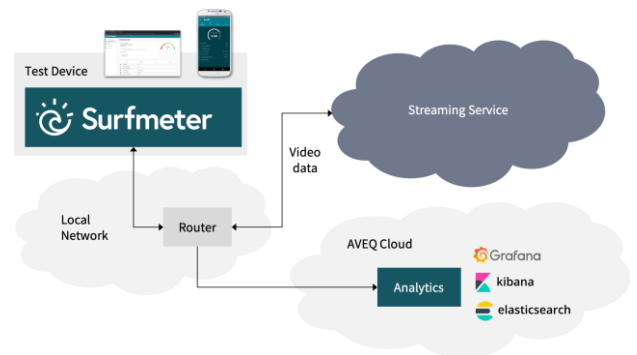 Test Device
Surfmeter
Streaming Service
Video
data
Local
Network
Router
AVEQ Cloud
Analytics
Grafana
kibana
elasticsearch